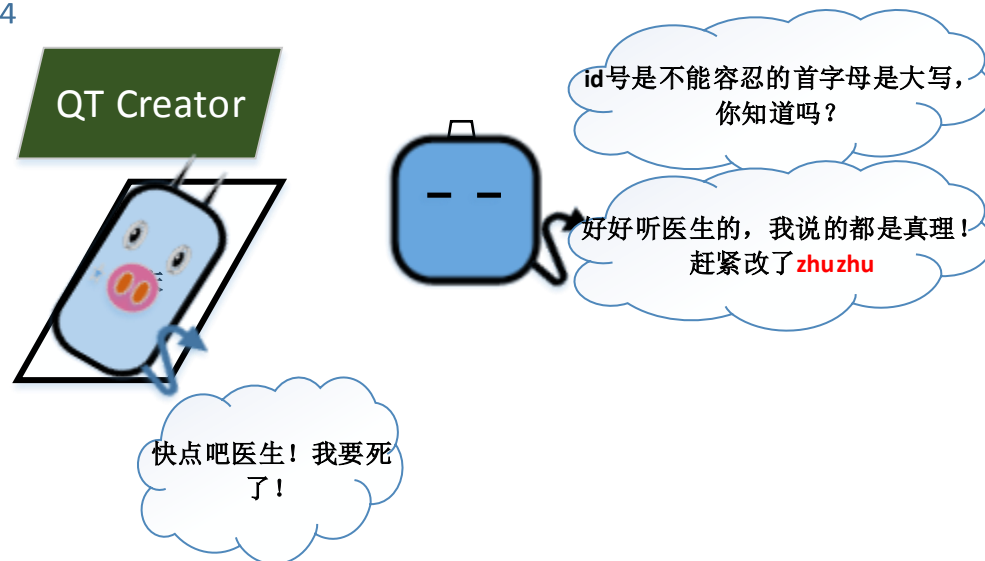 4
QT Creator
id号是不能容忍的首字母是大写，
你知道吗？
好好听医生的，我说的都是真理！
赶紧改了zhuzhu
快点吧医生！我要死
了！